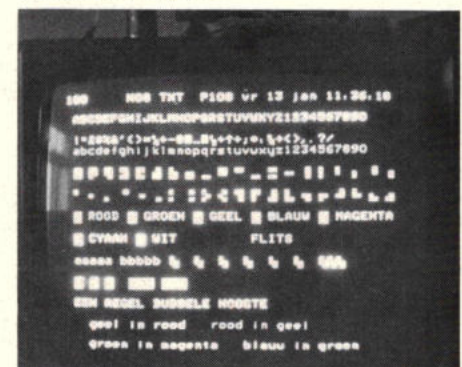 100 NOS TXT P108 vr 13 jan 11.36.18
ABCDEFGHIJKLMNOPQRSTUVWXYZ1234567890
abcdefghijklmnopqrstuvwxyz1234567890
ROOD GROEN GEEL BLAUW MAGENTA
CYAAN WIT FLITS
aaaaa bbbbb
EEN REGEL DUBBELE HOOGTE
geel in rood rood in geel
groen in magenta blauw in groen